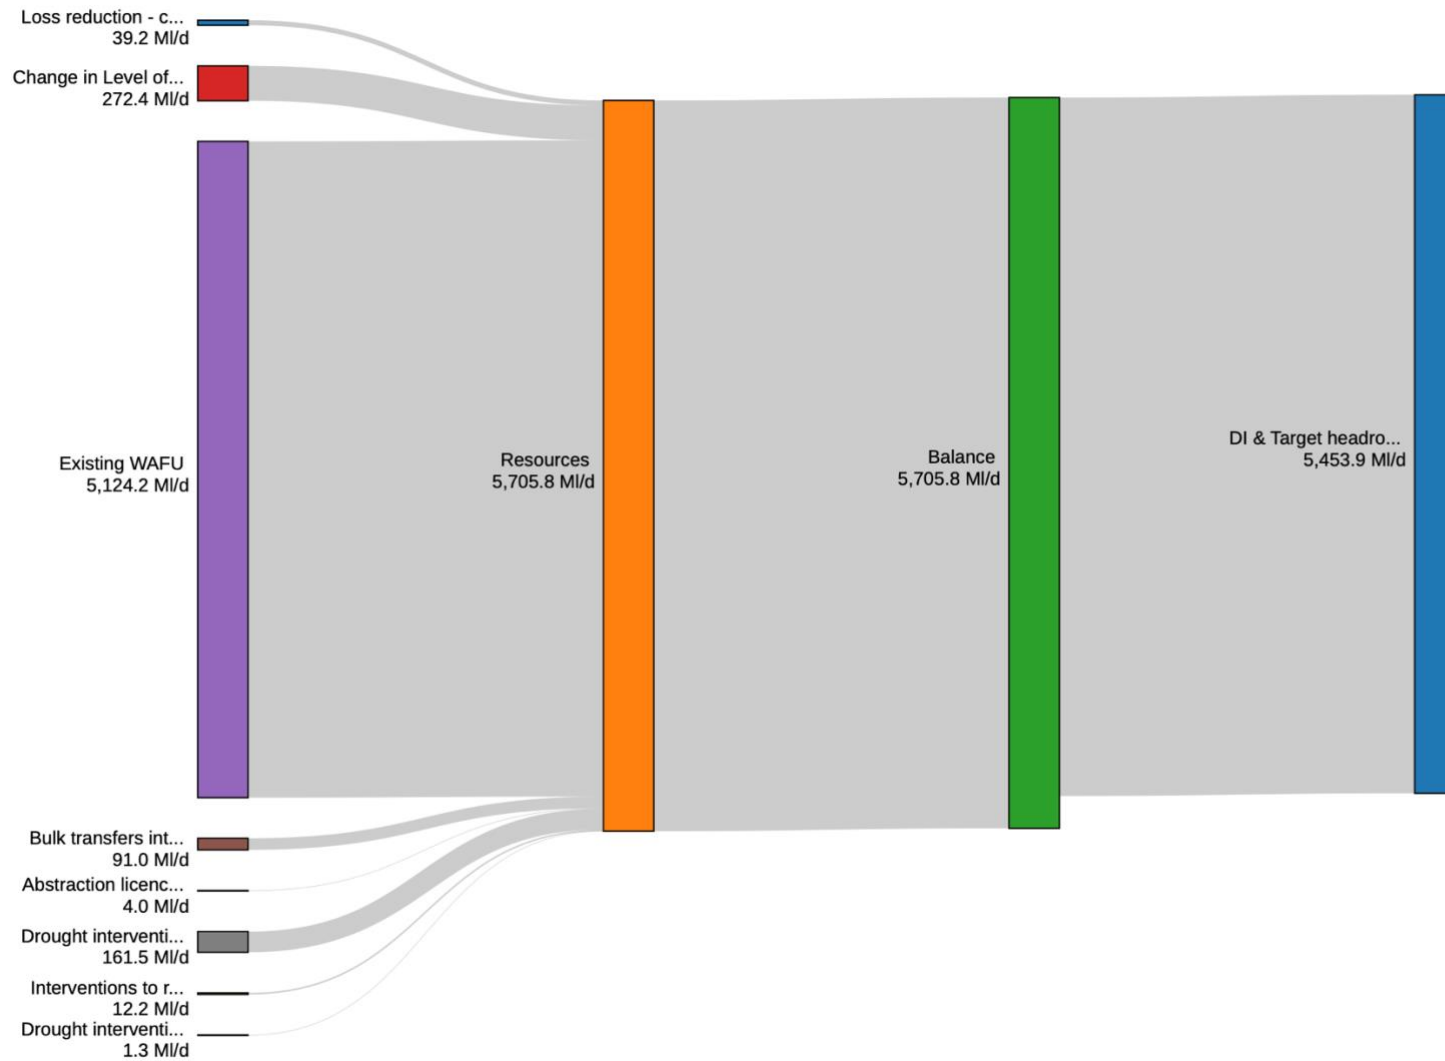 Loss reduction - c...
39.2 Ml/d
Change in Level of...
272.4 Ml/d
Existing WAFU
5,124.2 Ml/d
Bulk transfers int...
91.0 Ml/d
Abstraction licenc...
4.0 Ml/d
Drought interventi...
161.5 Ml/d
Interventions to r...
12.2 Ml/d
Drought interventi...
1.3 Ml/d
Resources
5,705.8 Ml/d
Balance
5,705.8 Ml/d
DI & Target headro...
5,453.9 Ml/d